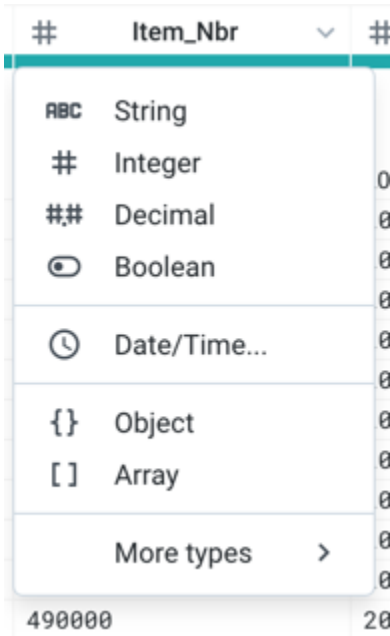 # Item_Nbr #
ABC String
# Integer
#.# Decimal
Boolean
Date/Time...
{} Object
[] Array
More types
490000 20